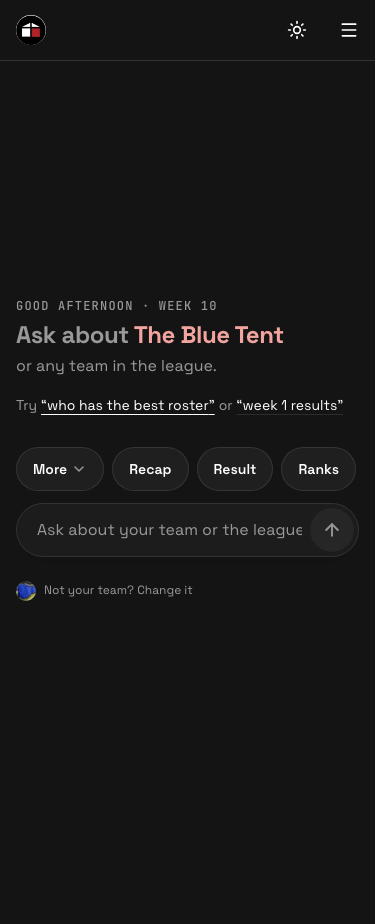 GOOD AFTERNOON · WEEK 10
Ask about The Blue Tent
or any team in the league.
Try “who has the best roster” or “week 1 results”
More Recap Result Ranks
Ask about your team or the league
Not your team? Change it